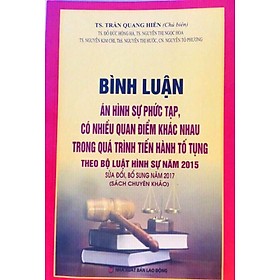 TS. TRẦN QUANG HIỂN (Chủ biên)
TS. ĐỖ ĐỨC HỒNG HÀ, TS. NGUYỄN THỊ NGỌC HOA,
TS. NGUYỄN KIM CHI, ThS. NGUYỄN THỊ HƯỚC, CN. NGUYỄN TÔ PHƯƠNG
BÌNH LUẬN
ÁN HÌNH SỰ PHỨC TẠP,
CÓ NHIỀU QUAN ĐIỂM KHÁC NHAU
TRONG QUÁ TRÌNH TIẾN HÀNH TỐ TỤNG
THEO BỘ LUẬT HÌNH SỰ NĂM 2015
SỬA ĐỔI, BỔ SUNG NĂM 2017
(SÁCH CHUYÊN KHẢO)
NHÀ XUẤT BẢN LAO ĐỘNG